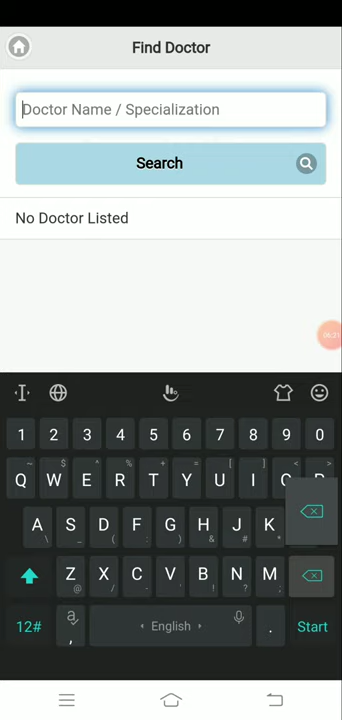 Find Doctor
Doctor Name / Specialization
Search
No Doctor Listed
1 2 3 4 5 6 7 8 9 0
~ $ ^ % + = [ ] <
Q W E R T Y U I
A S D F G H J K
\ ( ) & #
Z X C V B N M
@ / - : ! ? ;
12# a , English . Start